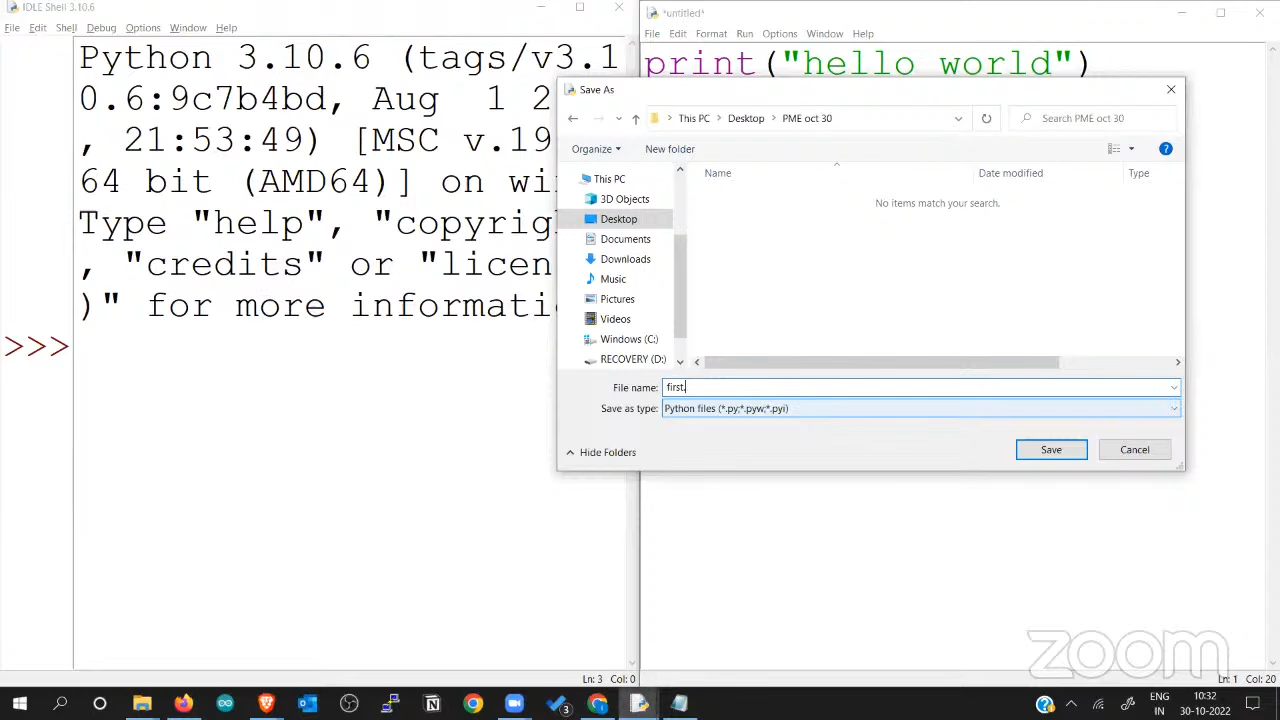 IDLE Shell 3.10.6
File Edit Shell Debug Options Window Help
Python 3.10.6 (tags/v3.1
0.6:9c7b4bd, Aug  1 2
, 21:53:49) [MSC v.19
64 bit (AMD64)] on wi
Type "help", "copyrig
, "credits" or "licen
)" for more informati
>>>
Ln: 3 Col: 0
*untitled*
File Edit Format Run Options Window Help
print("hello world")
Save As
This PC > Desktop > PME oct 30
Search PME oct 30
Organize
New folder
Name Date modified Type
No items match your search.
This PC
3D Objects
Desktop
Documents
Downloads
Music
Pictures
Videos
Windows (C:)
RECOVERY (D:)
File name: first.
Save as type: Python files (*.py;*.pyw;*.pyi)
Hide Folders
Save
Cancel
zoom
Ln: 1 Col: 20
3
ENG
IN
10:32
30-10-2022